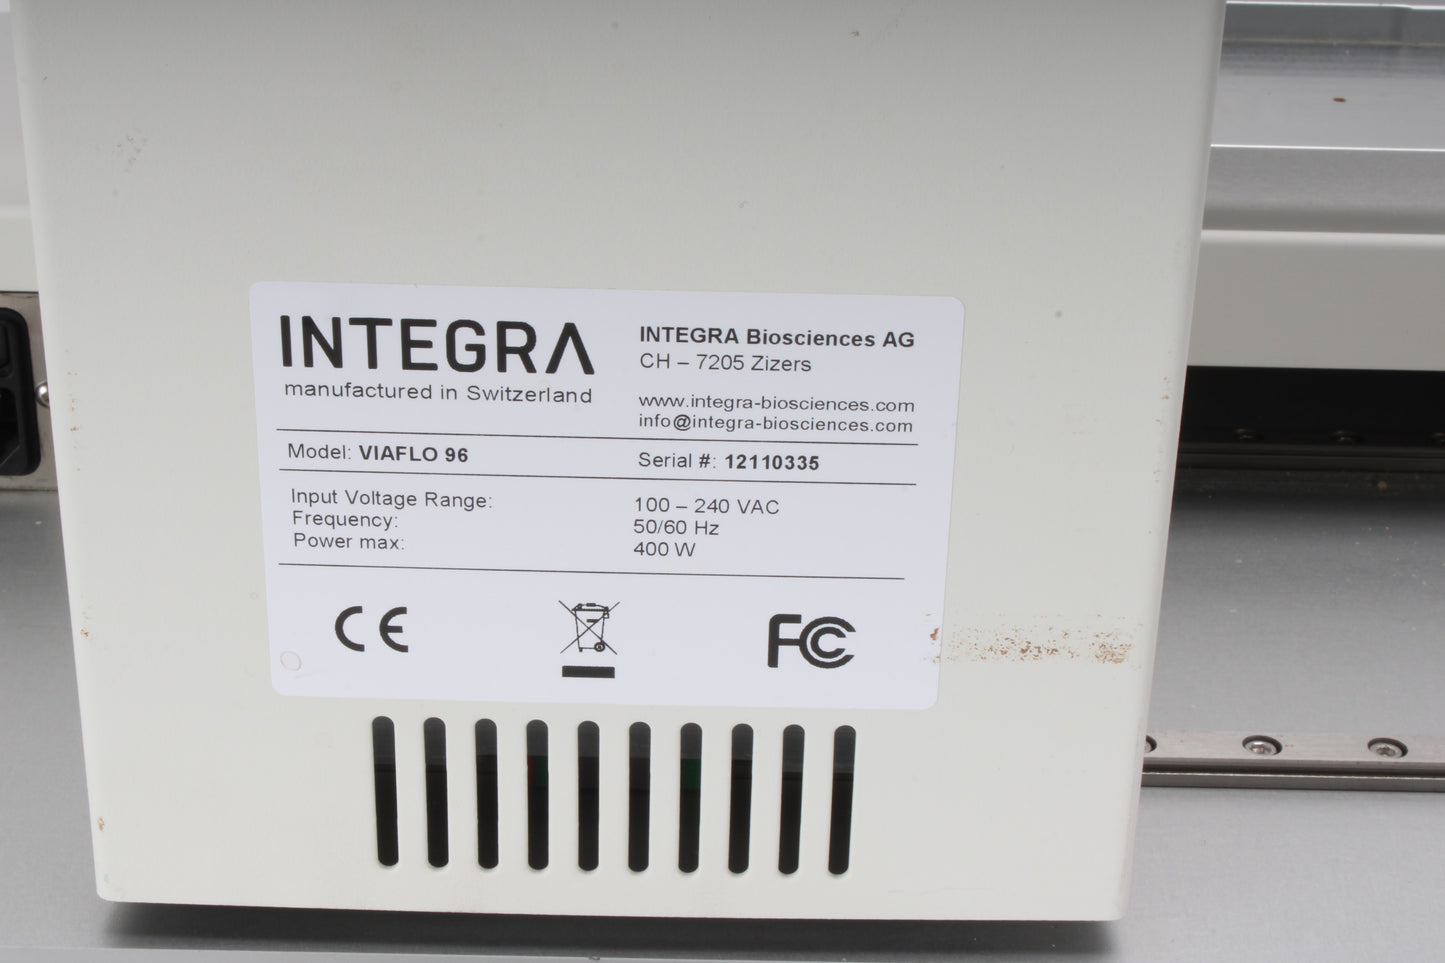 INTEGRA
manufactured in Switzerland
INTEGRA Biosciences AG
CH – 7205 Zizers
www.integra-biosciences.com
info@integra-biosciences.com
Model: VIAFLO 96
Serial #: 12110335
Input Voltage Range: 100 – 240 VAC
Frequency: 50/60 Hz
Power max: 400 W
CE
FC